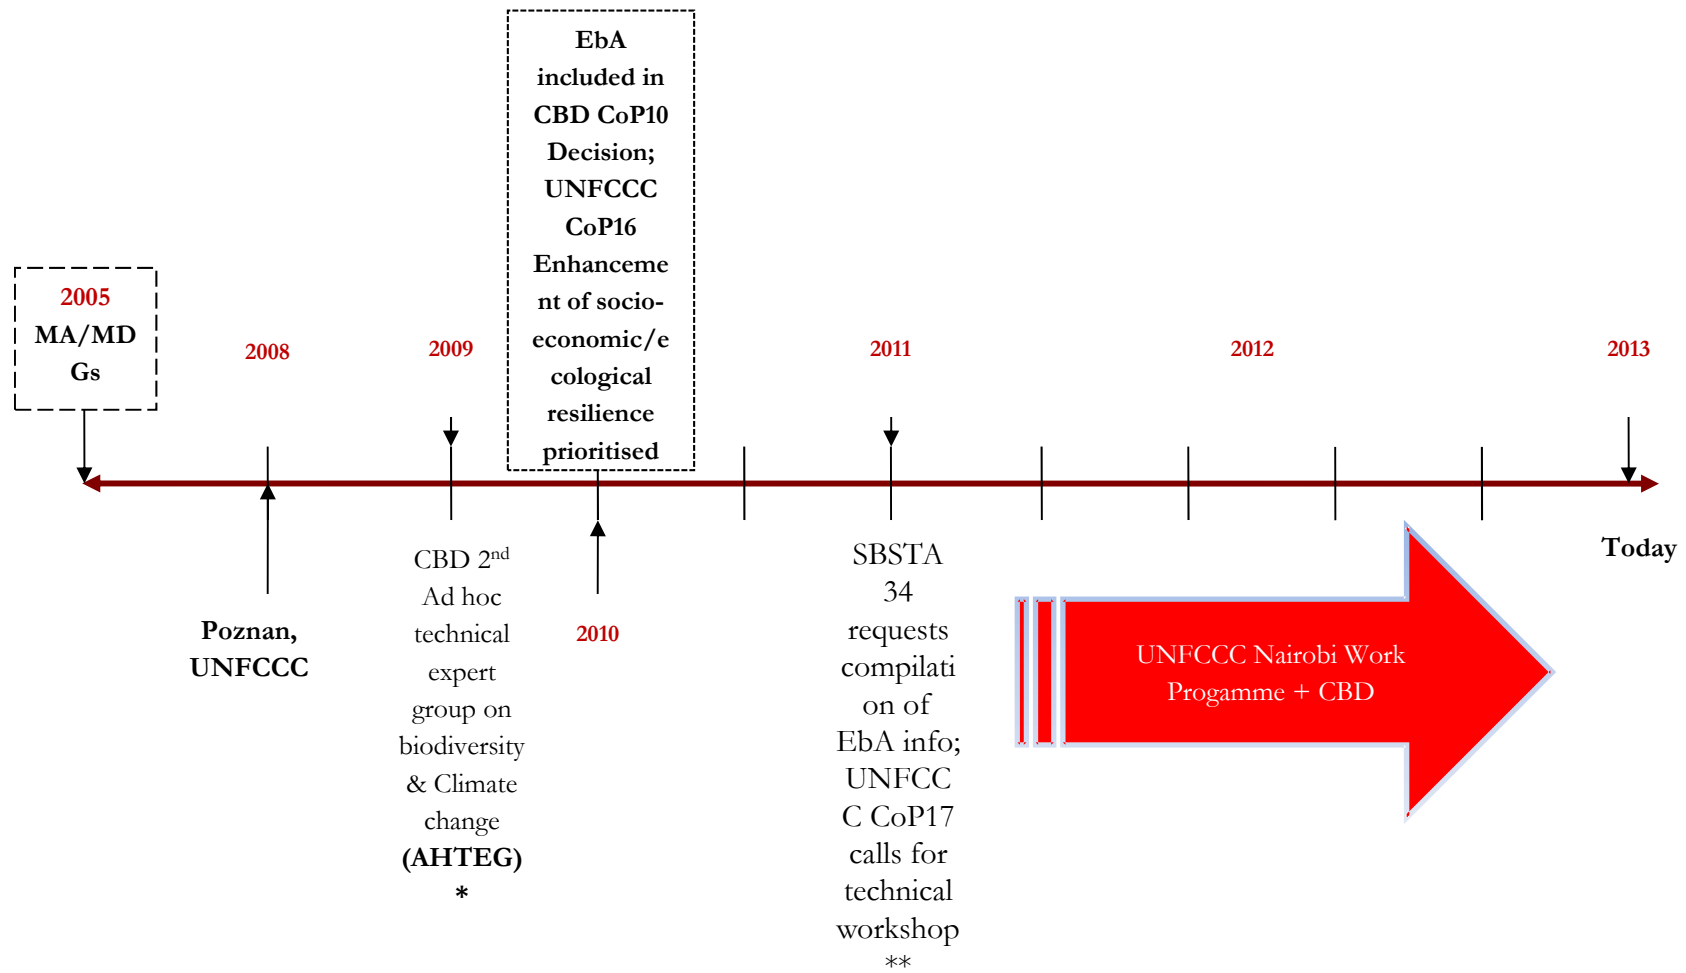 EbA
included in
CBD CoP10
Decision;
UNFCCC
CoP16
Enhanceme
nt of socio-
economic/e
cological
resilience
prioritised
2005
MA/MD
Gs
2008
2009
2011
2012
2013
Poznan,
UNFCCC
CBD 2nd
Ad hoc
technical
expert
group on
biodiversity
& Climate
change
(AHTEG)
*
2010
SBSTA
34
requests
compilati
on of
EbA info;
UNFCC
C CoP17
calls for
technical
workshop
**
UNFCCC Nairobi Work
Progamme + CBD
Today